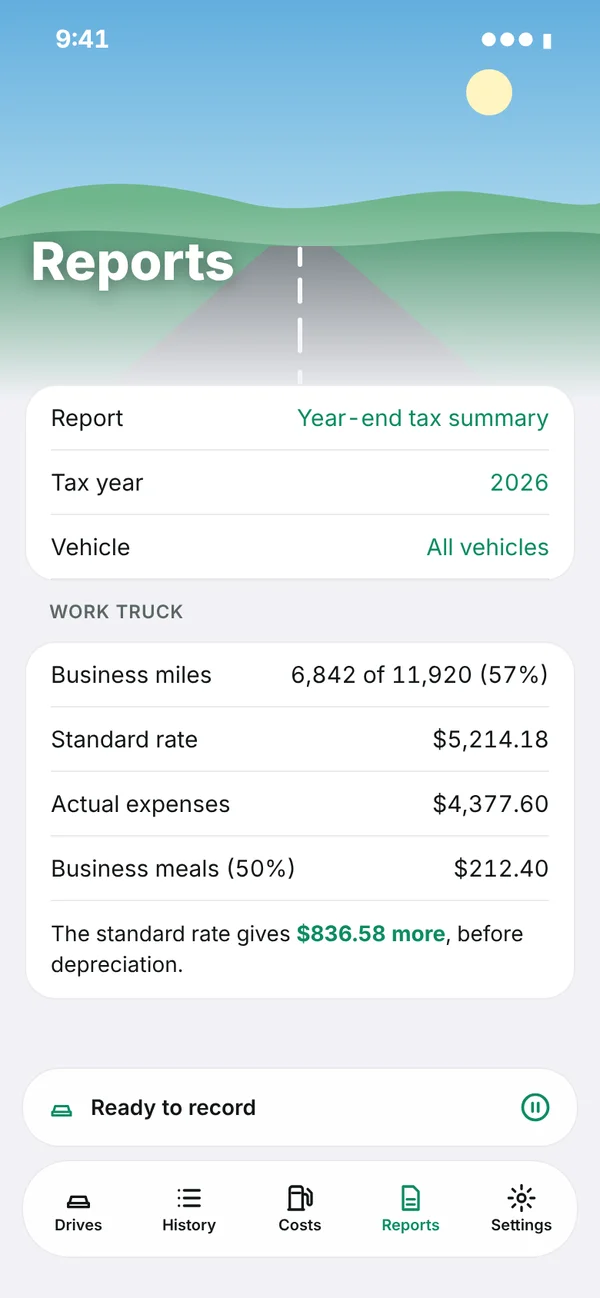 9:41
Reports
Report Year-end tax summary
Tax year 2026
Vehicle All vehicles
WORK TRUCK
Business miles 6,842 of 11,920 (57%)
Standard rate $5,214.18
Actual expenses $4,377.60
Business meals (50%) $212.40
The standard rate gives $836.58 more, before
depreciation.
Ready to record
Drives History Costs Reports Settings